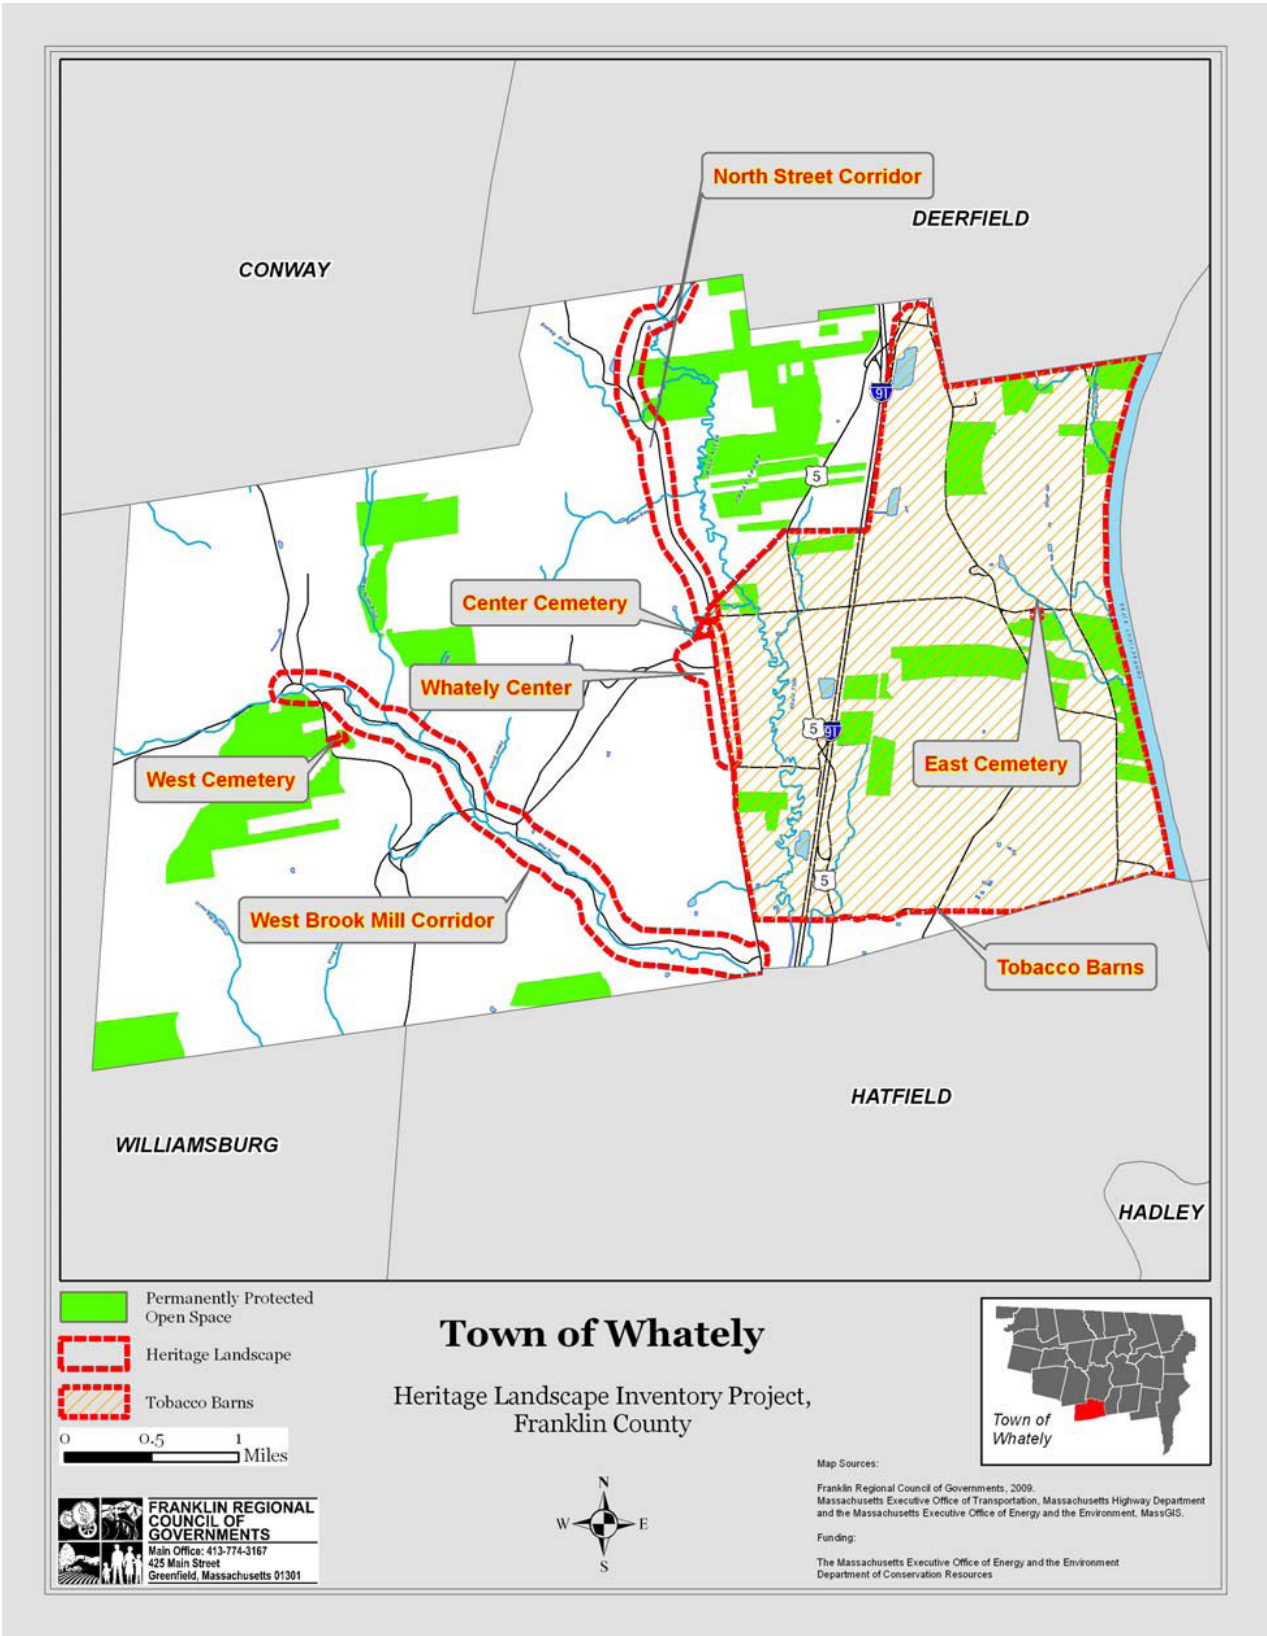 North Street Corridor
DEERFIELD
CONWAY
91
5
Center Cemetery
Whately Center
5
91
East Cemetery
West Cemetery
5
West Brook Mill Corridor
Tobacco Barns
HATFIELD
WILLIAMSBURG
HADLEY
Permanently Protected
Open Space
Heritage Landscape
Tobacco Barns
0 0.5 1
Miles
Town of Whately
Heritage Landscape Inventory Project,
Franklin County
N
W E
S
Town of
Whately
Map Sources:
Franklin Regional Council of Governments, 2009.
Massachusetts Executive Office of Transportation, Massachusetts Highway Department
and the Massachusetts Executive Office of Energy and the Environment, MassGIS.
Funding:
The Massachusetts Executive Office of Energy and the Environment
Department of Conservation Resources
FRANKLIN REGIONAL
COUNCIL OF
GOVERNMENTS
Main Office: 413-774-3167
425 Main Street
Greenfield, Massachusetts 01301